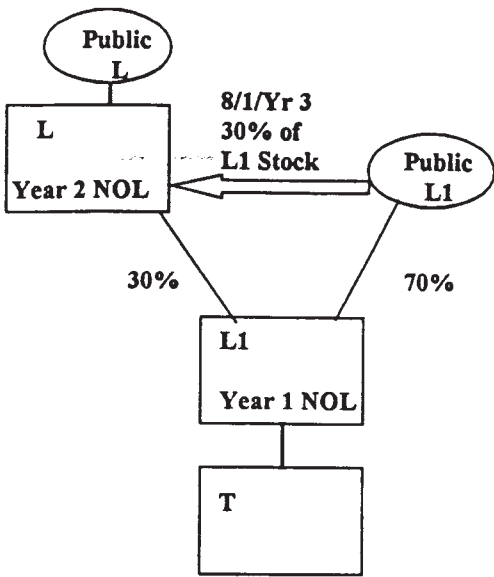 Public
L
8/1/Yr 3
30% of
L1 Stock
L
Year 2 NOL
Public
L1
30%
70%
L1
Year 1 NOL
T